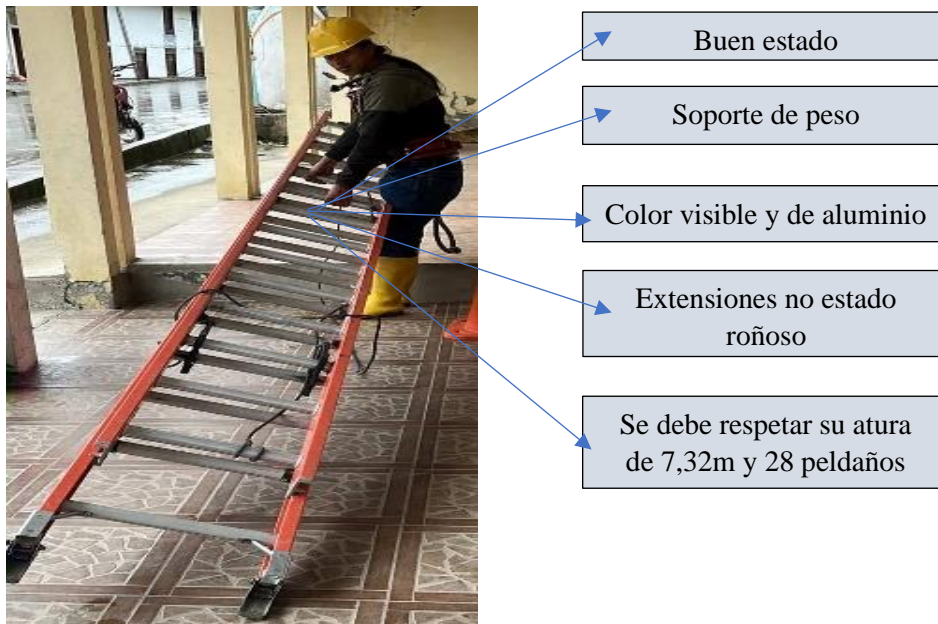 Buen estado
Soporte de peso
Color visible y de aluminio
Extensiones no estado
roñoso
Se debe respetar su atura
de 7,32m y 28 peldaños